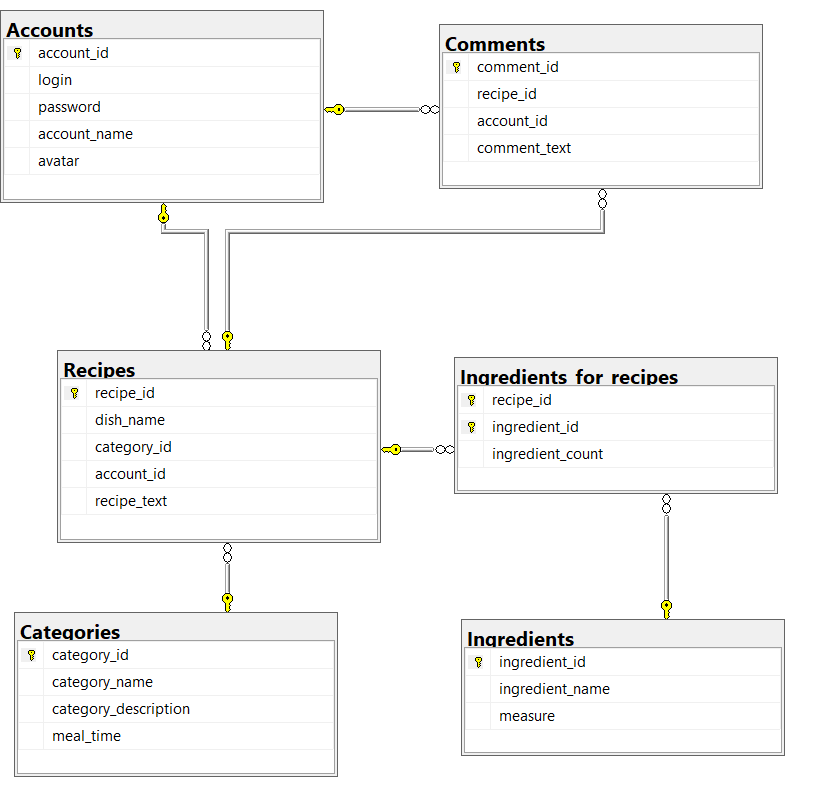 Accounts
account_id
login
password
account_name
avatar
Comments
comment_id
recipe_id
account_id
comment_text
Recipes
recipe_id
dish_name
category_id
account_id
recipe_text
Ingredients_for_recipes
recipe_id
ingredient_id
ingredient_count
Categories
category_id
category_name
category_description
meal_time
Ingredients
ingredient_id
ingredient_name
measure